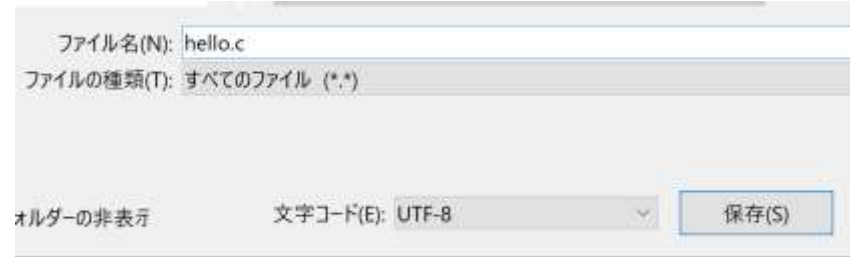 ファイル名(N): hello.c
ファイルの種類(T): すべてのファイル (*.*)
ォルダーの非表示 文字コード(E): UTF-8 保存(S)